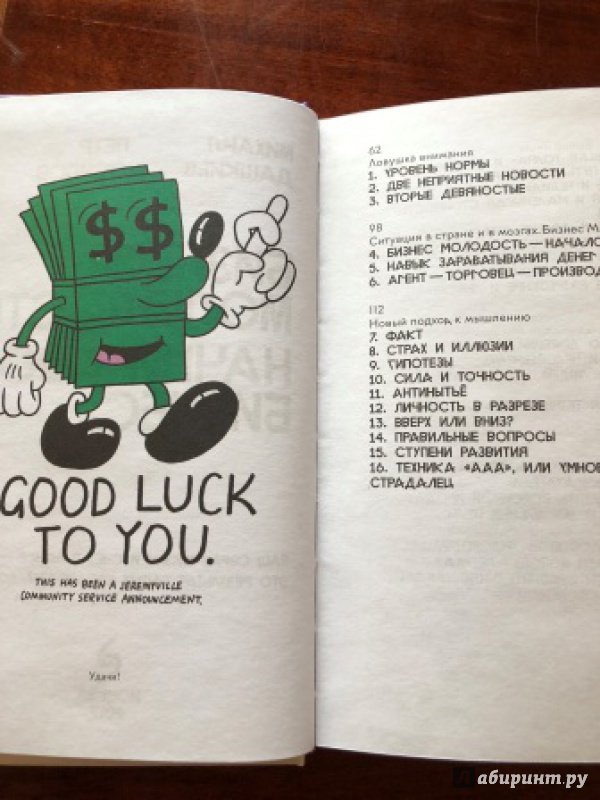 $$
GOOD LUCK
TO YOU.
THIS HAS BEEN A JEREMYVILLE
COMMUNITY SERVICE ANNOUNCEMENT.
Удачи!
62
Ловушка внимания
1. УРОВЕНЬ НОРМЫ
2. ДВЕ НЕПРИЯТНЫЕ НОВОСТИ
3. ВТОРЫЕ ДЕВЯНОСТЫЕ
98
Ситуация в стране и в мозгах. Бизнес М
4. БИЗНЕС МОЛОДОСТЬ — НАЧАЛО
5. НАВЫК ЗАРАБАТЫВАНИЯ ДЕНЕГ
6. АГЕНТ — ТОРГОВЕЦ — ПРОИЗВОД
112
Новый подход к мышлению
7. ФАКТ
8. СТРАХ И ИЛЛЮЗИИ
9. ГИПОТЕЗЫ
10. СИЛА И ТОЧНОСТЬ
11. АНТИНЫТЬЁ
12. ЛИЧНОСТЬ В РАЗРЕЗЕ
13. ВВЕРХ ИЛИ ВНИЗ?
14. ПРАВИЛЬНЫЕ ВОПРОСЫ
15. СТУПЕНИ РАЗВИТИЯ
16. ТЕХНИКА «ААА», ИЛИ УМНО
СТРАДАЛЕЦ
Лабиринт.ру